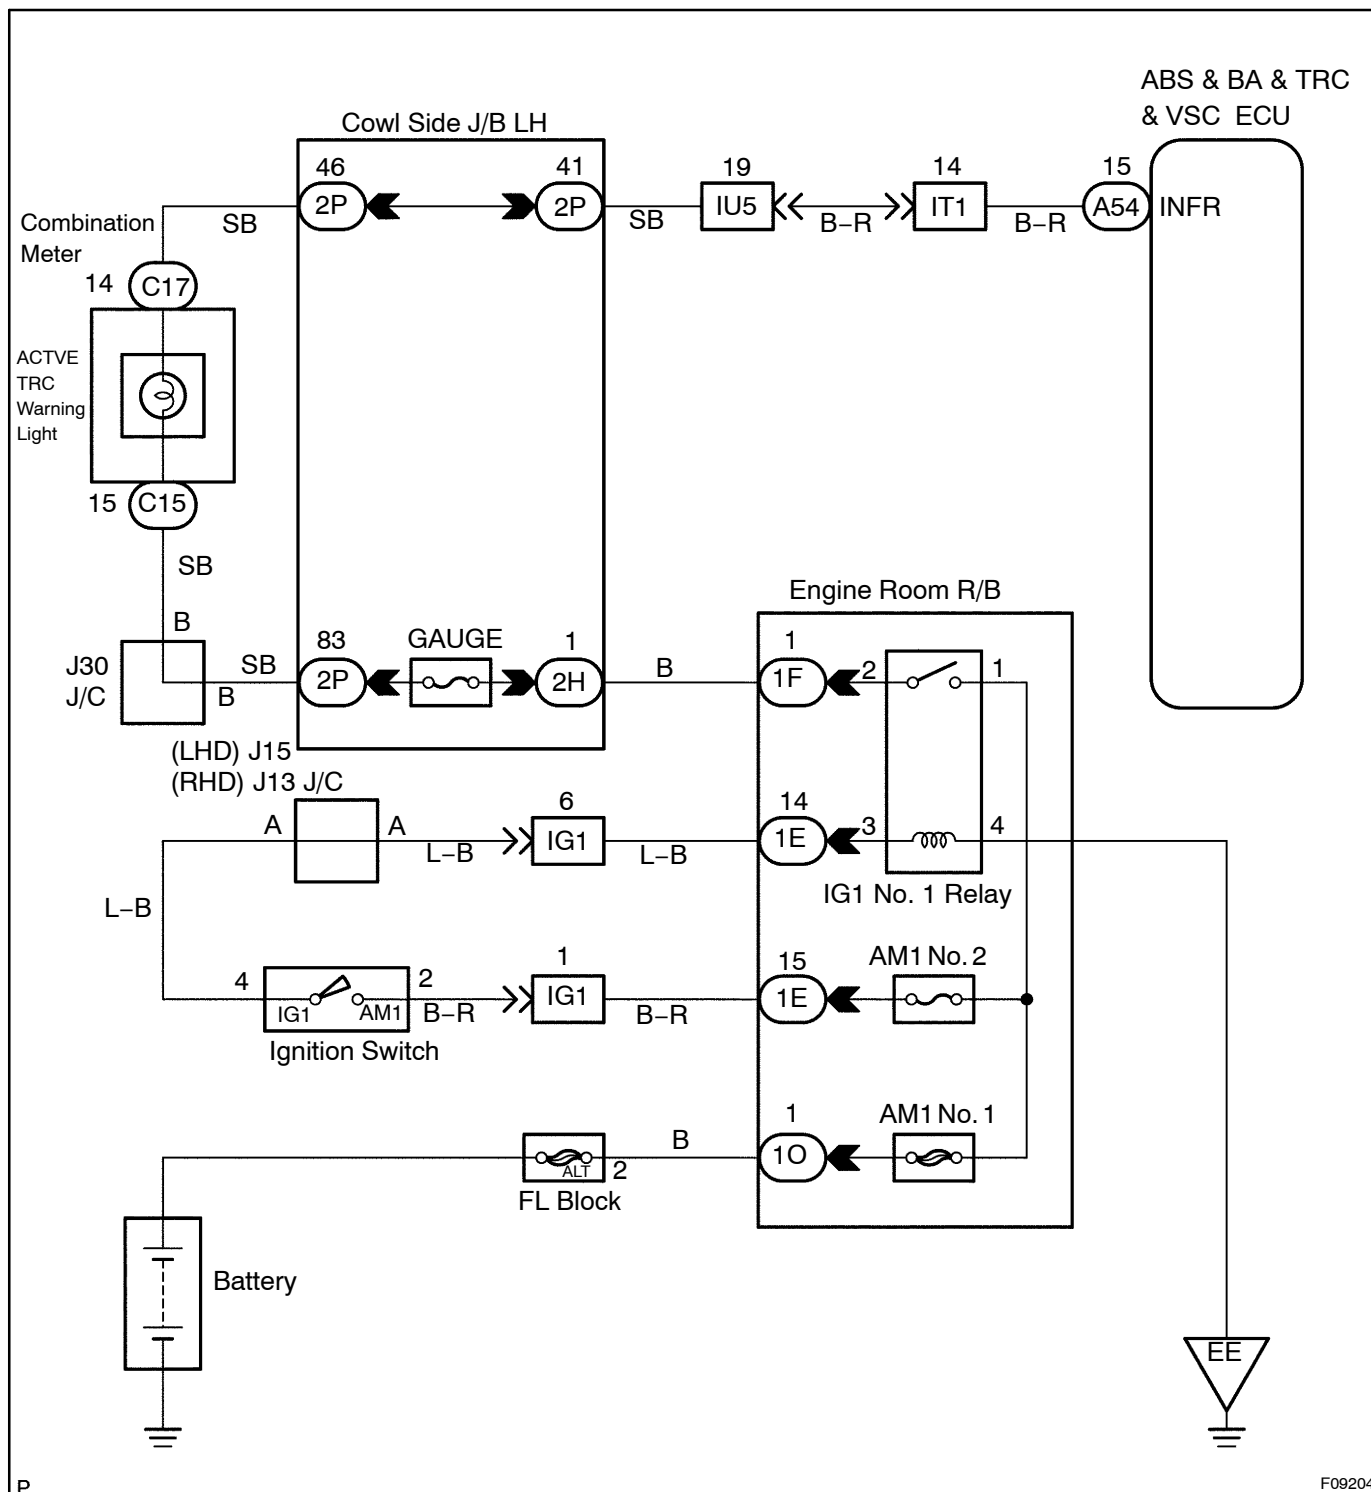 ABS & BA & TRC
& VSC ECU
Cowl Side J/B LH
46
41
19
14
15
2P
2P
IU5
IT1
A54
INFR
SB
SB
B–R
B–R
Combination
Meter
14
C17
ACTVE
TRC
Warning
Light
15
C15
SB
Engine Room R/B
B
83
GAUGE
1
1
J30
J/C
SB
B
2P
2H
B
1F
2
1
(LHD) J15
(RHD) J13 J/C
6
14
A
A
L–B
IG1
L–B
1E
3
4
IG1 No. 1 Relay
L–B
4
2
1
15
AM1 No. 2
IG1
AM1
B–R
IG1
B–R
1E
Ignition Switch
1
AM1 No. 1
B
1O
ALT
2
FL Block
Battery
EE
P
F09204